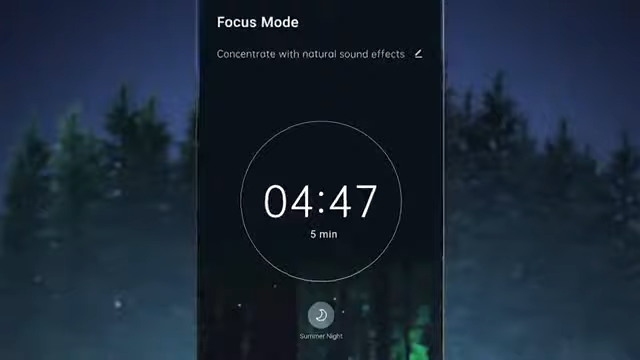 Focus Mode
Concentrate with natural sound effects
04:47
5 min
Summer Night